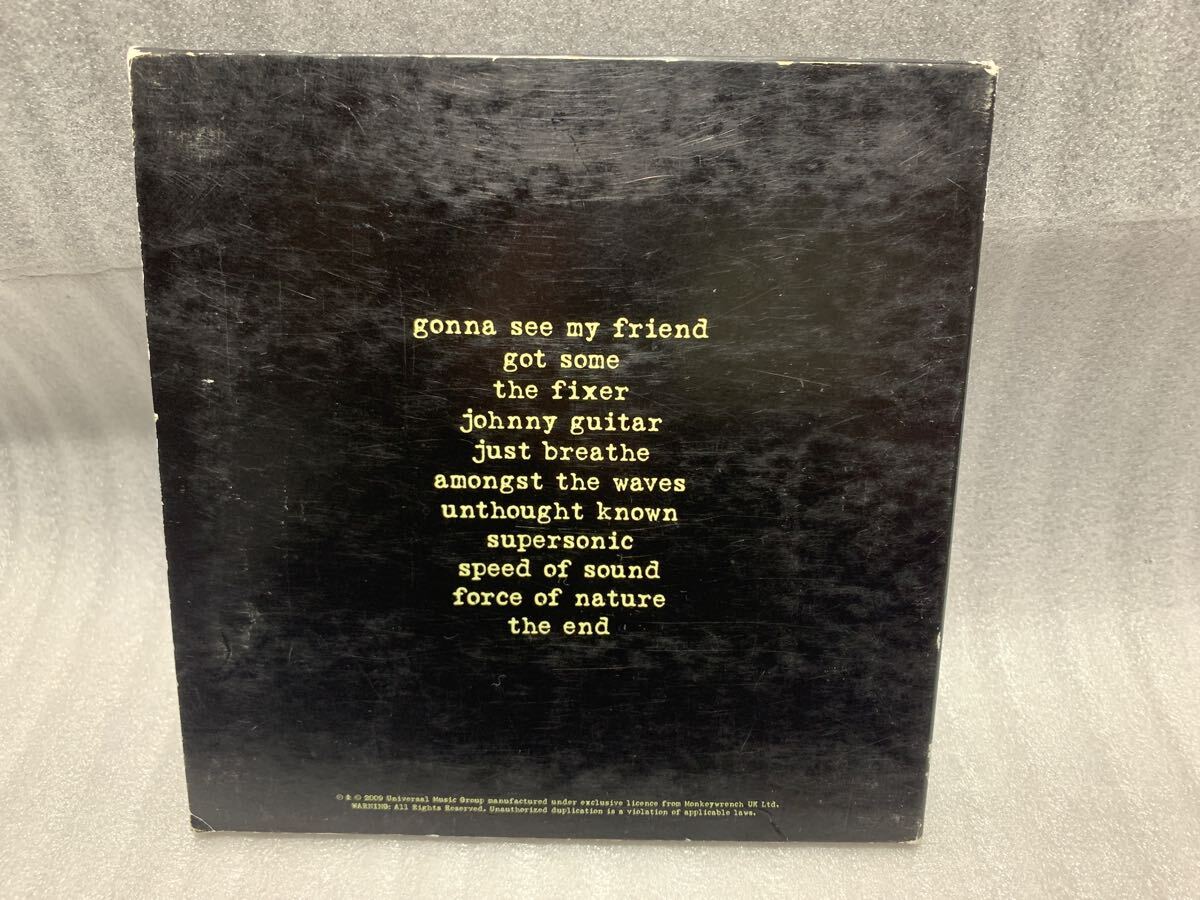 gonna see my friend
got some
the fixer
johnny guitar
just breathe
amongst the waves
unthought known
supersonic
speed of sound
force of nature
the end
℗ & © 2009 Universal Music Group manufactured under exclusive licence from Monkeywrench UK Ltd.
WARNING: All Rights Reserved. Unauthorized duplication is a violation of applicable laws.